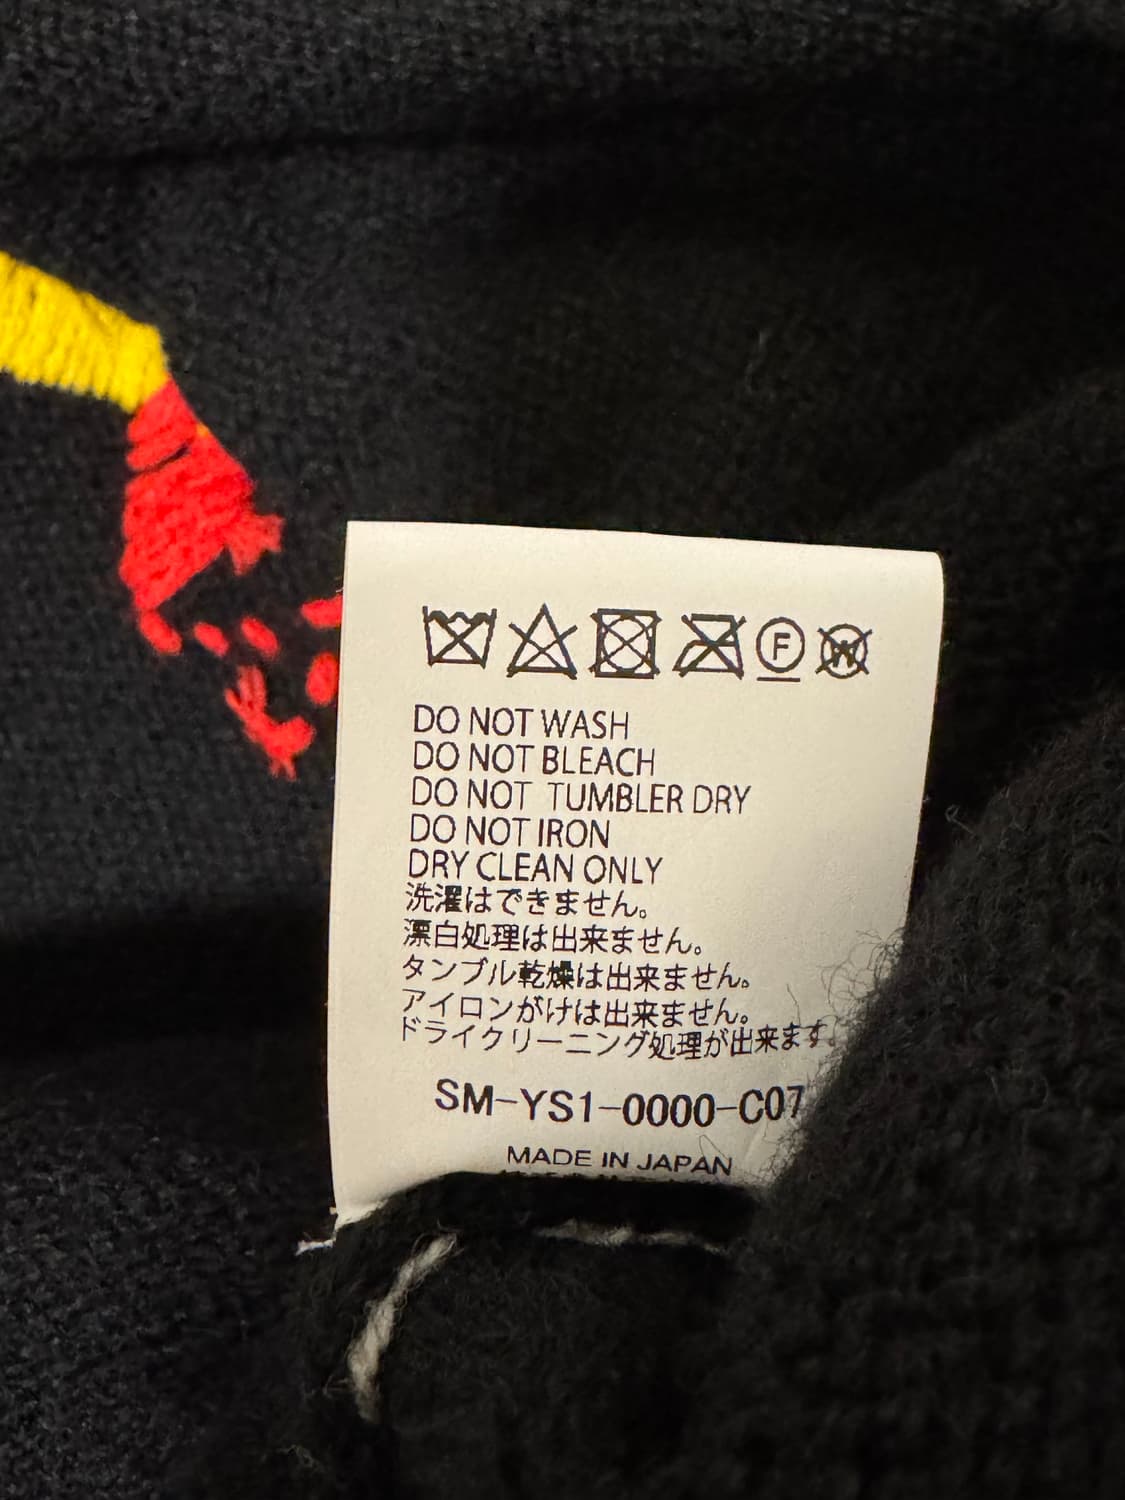 F
W
DO NOT WASH
DO NOT BLEACH
DO NOT TUMBLER DRY
DO NOT IRON
DRY CLEAN ONLY
洗濯はできません。
漂白処理は出来ません。
タンブル乾燥は出来ません。
アイロンがけは出来ません。
ドライクリーニング処理が出来ます。
SM-YS1-0000-C07
MADE IN JAPAN